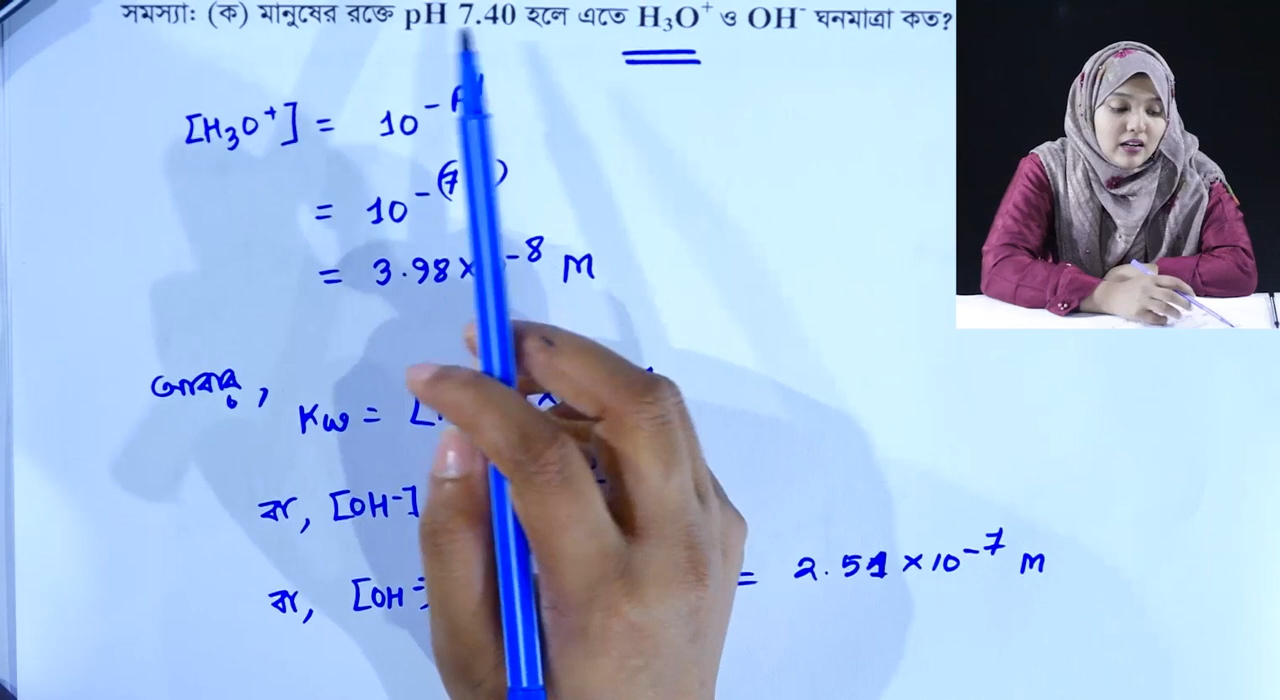 সমস্যাঃ (ক) মানুষের রক্তে pH 7.40 হলে এতে H₃O⁺ ও OH⁻ ঘনমাত্রা কত?
[H₃O⁺] = 10⁻
= 10⁻⁽⁷ ⁾
= 3.98 × ⁻⁸ M
আবার,
Kw = [ ×
বা, [OH⁻]
বা, [OH⁻ = 2.51 × 10⁻⁷ M